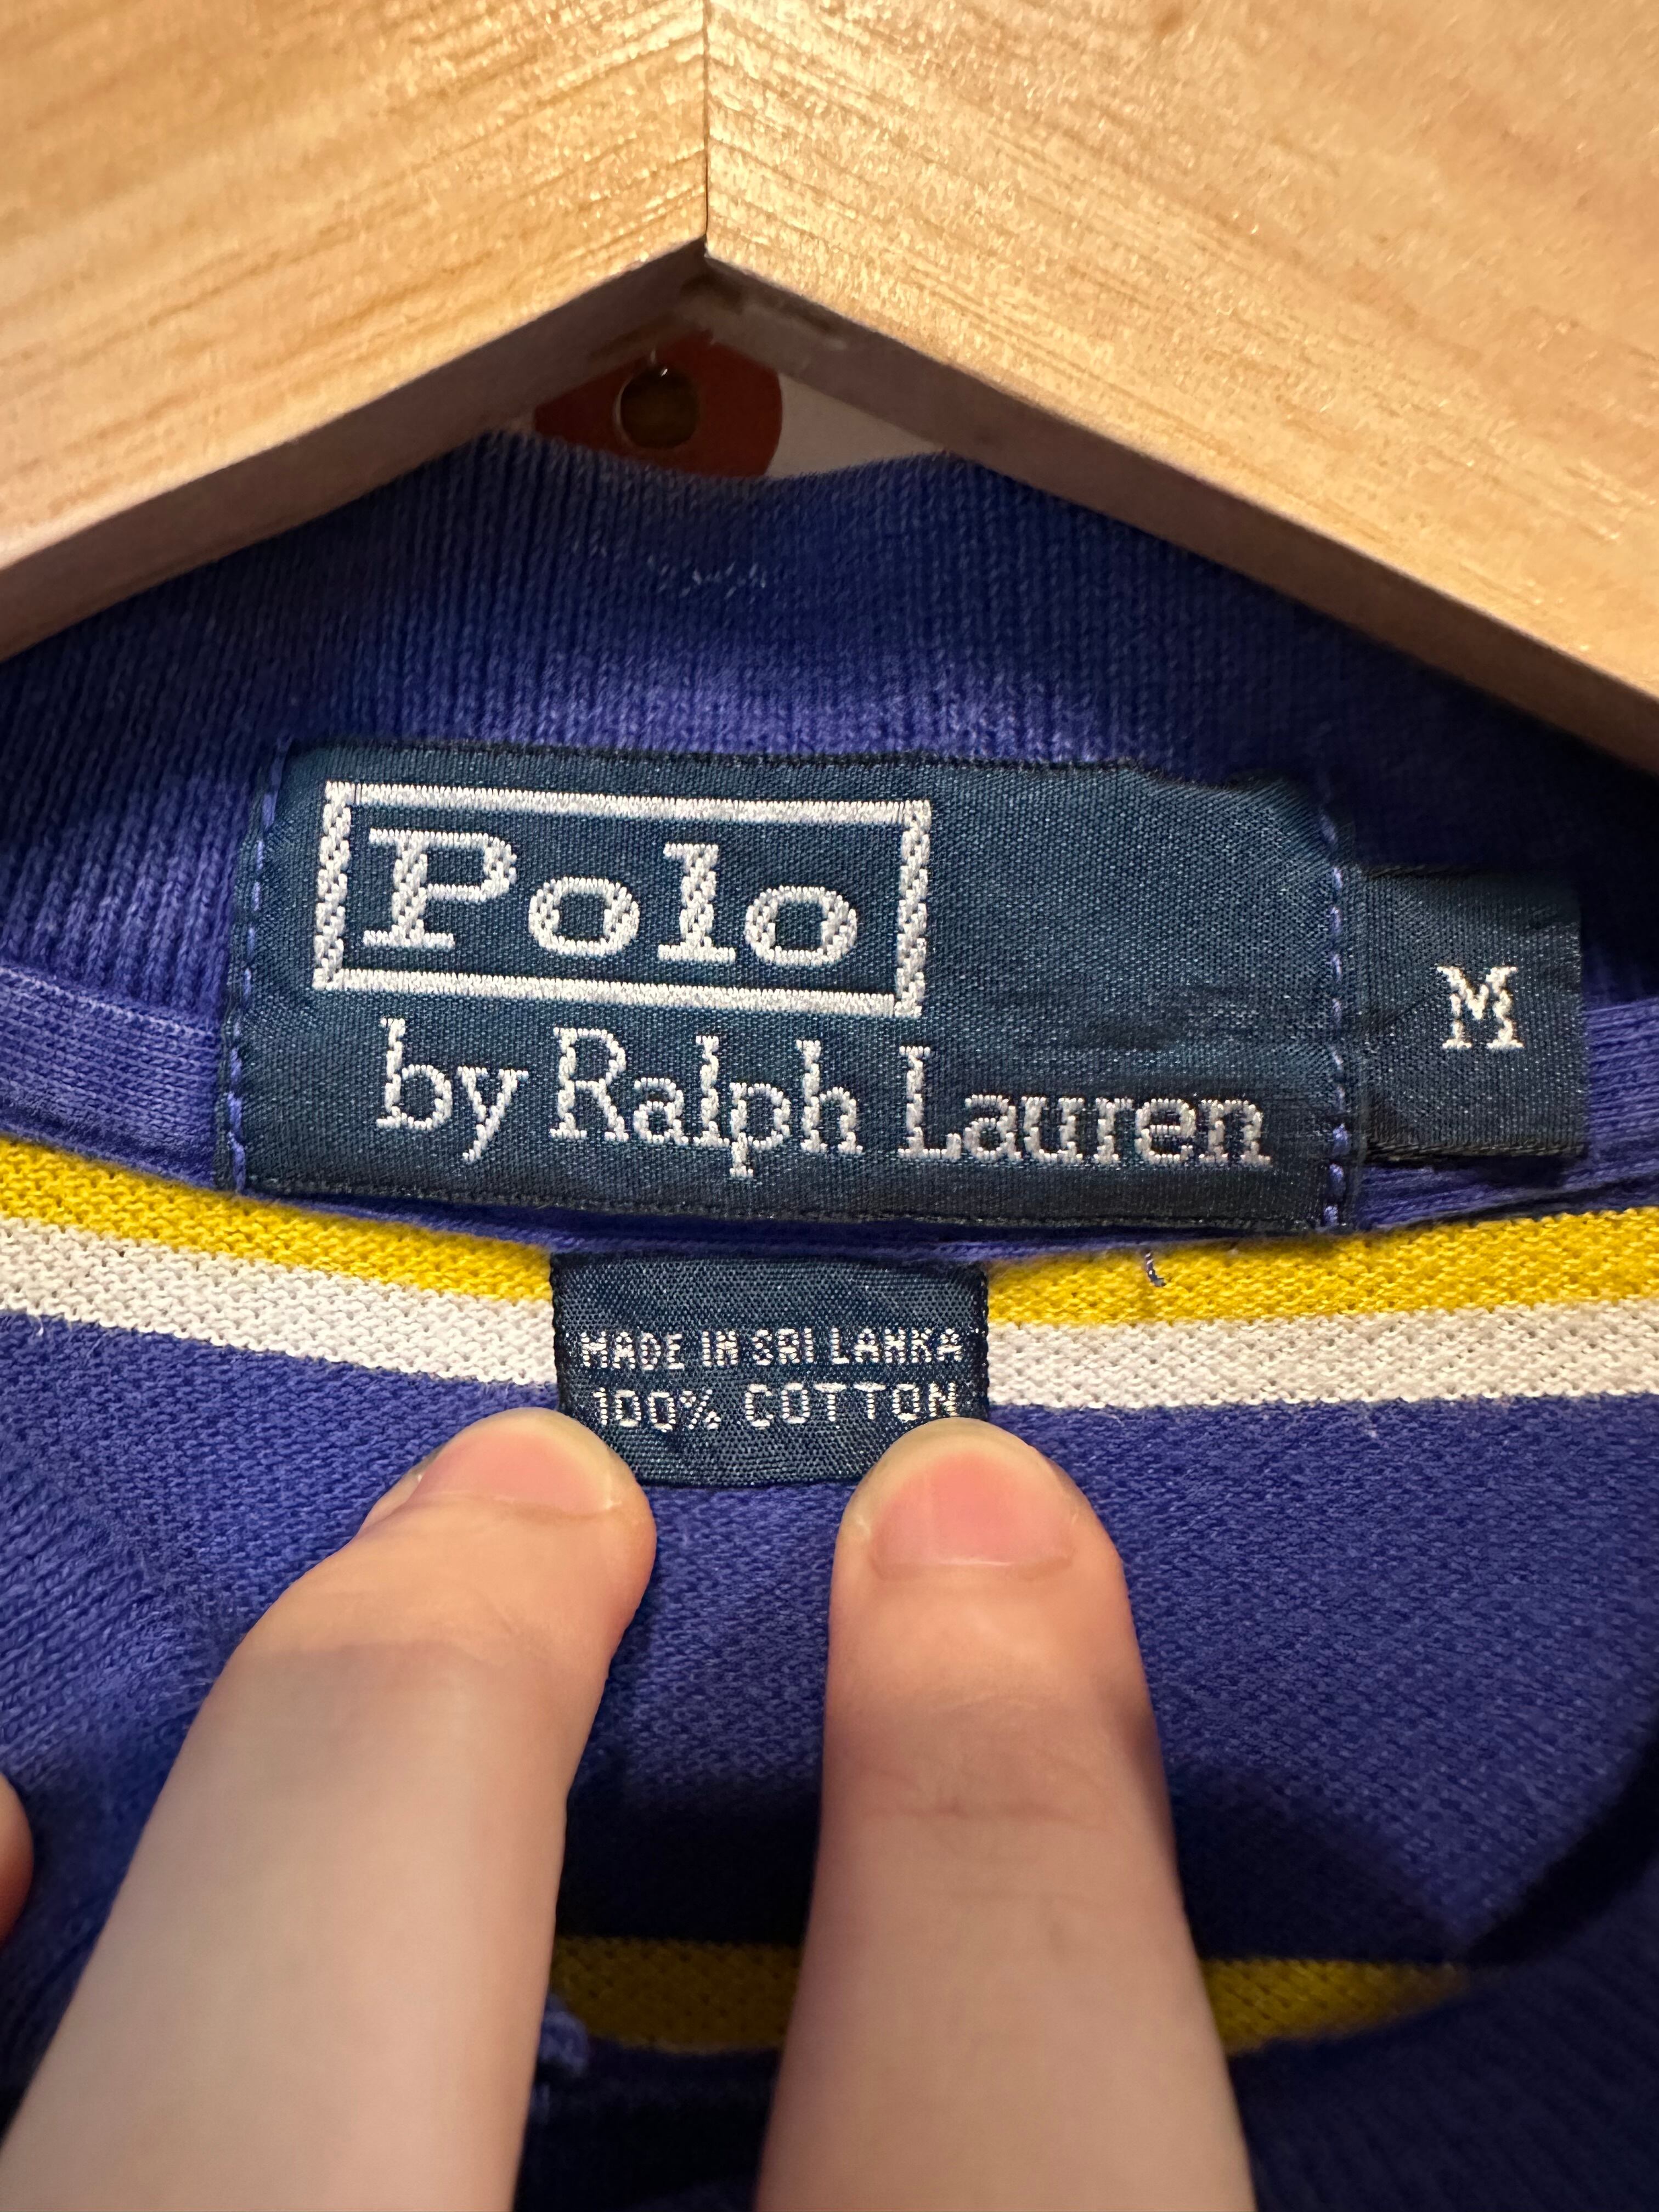 Polo
by Ralph Lauren
M
MADE IN SRI LANKA
100% COTTON